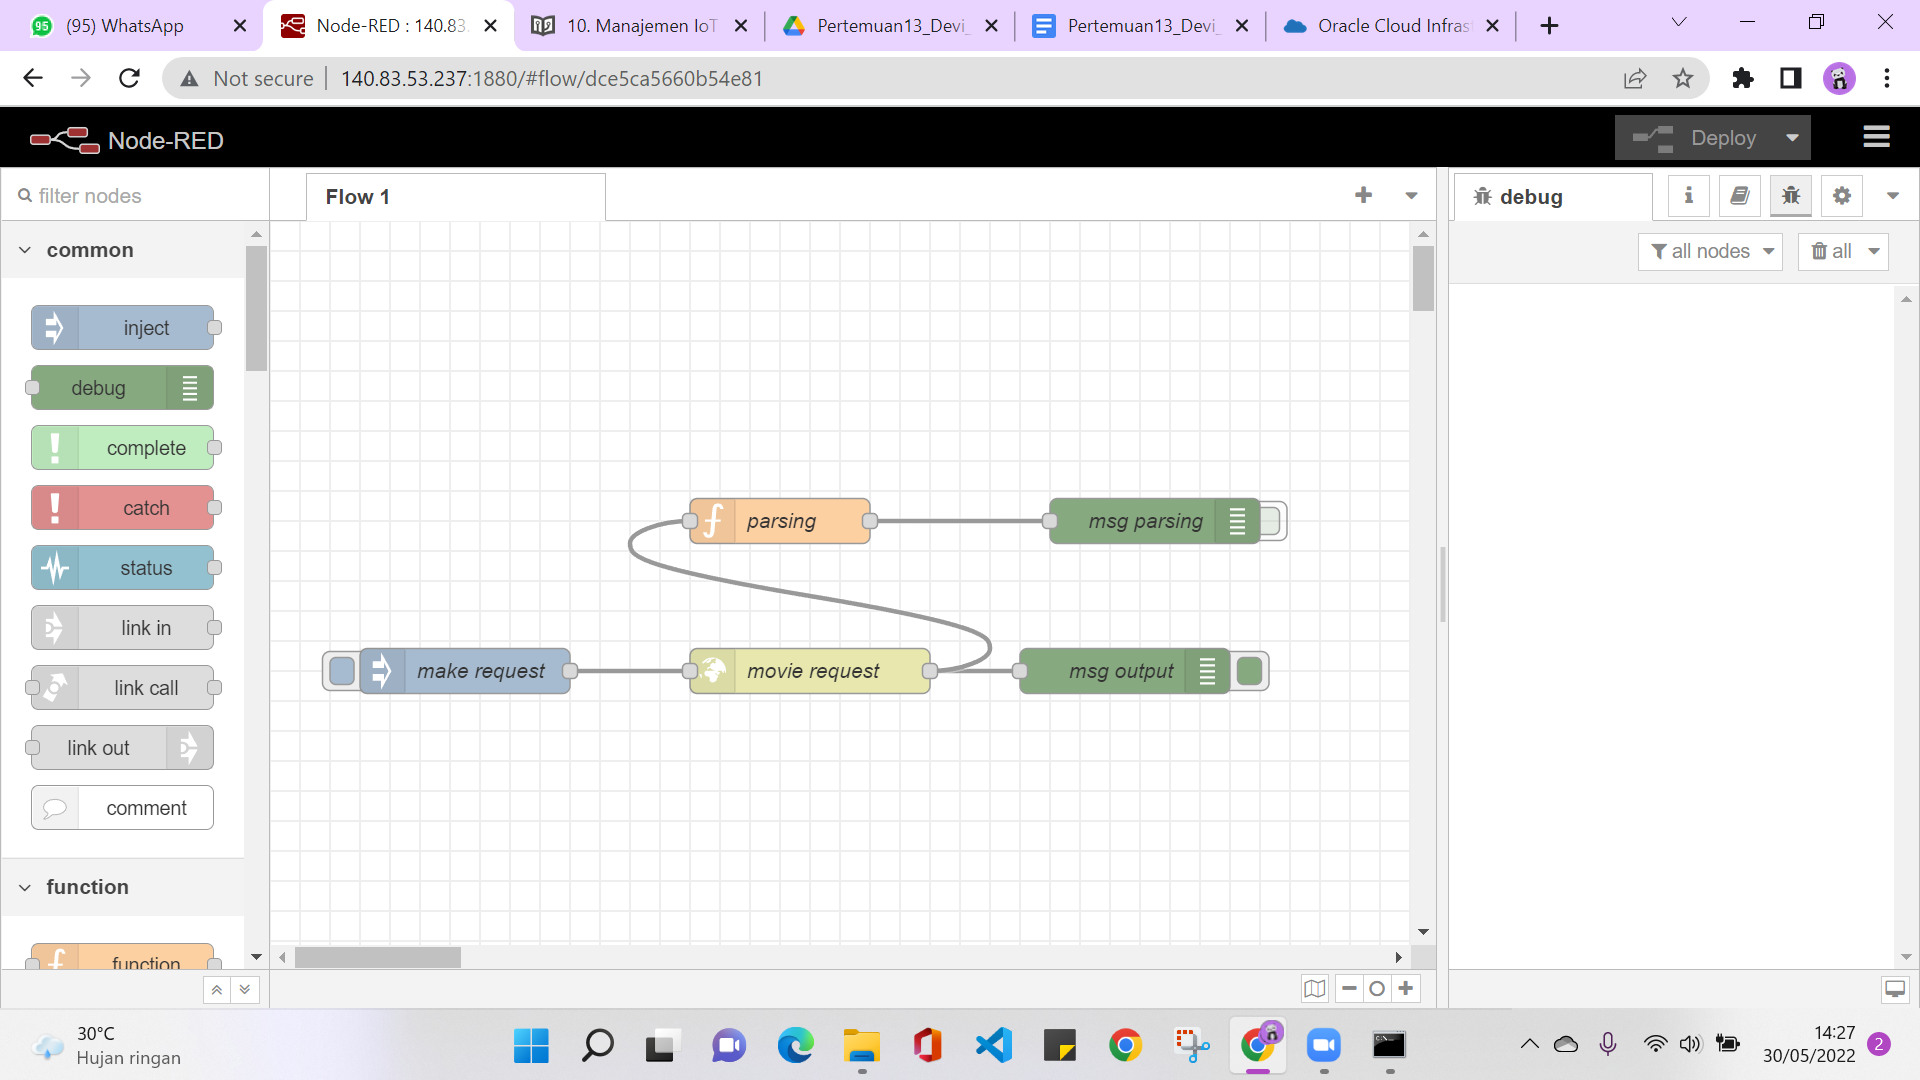 (95) WhatsApp
Node-RED : 140.83.
10. Manajemen IoT
Pertemuan13_Devi_
Pertemuan13_Devi_
Oracle Cloud Infras
Not secure
140.83.53.237:1880/#flow/dce5ca5660b54e81
Node-RED
Deploy
filter nodes
Flow 1
debug
i
all nodes
all
common
inject
debug
complete
catch
status
link in
link call
link out
comment
function
function
parsing
msg parsing
make request
movie request
msg output
30°C
Hujan ringan
14:27
30/05/2022
2